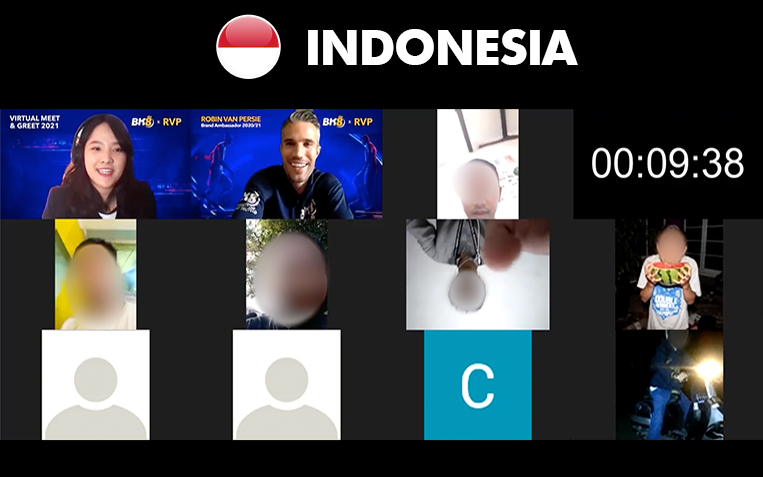 INDONESIA
VIRTUAL MEET
& GREET 2021
BK8 x RVP
ROBIN VAN PERSIE
Brand Ambassador 2020/21
BK8 x RVP
00:09:38
DOUBLE
C